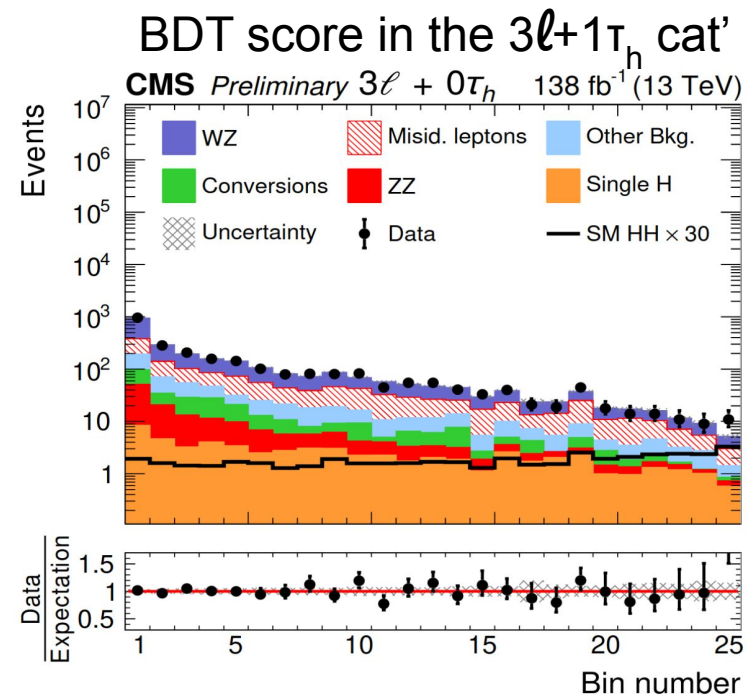 BDT score in the 3ℓ+1τh cat’
CMS Preliminary 3ℓ + 0τh 138 fb-1 (13 TeV)
Events
10^7
10^6
10^5
10^4
10^3
10^2
10
1
WZ Misid. leptons Other Bkg.
Conversions ZZ Single H
Uncertainty Data SM HH × 30
Data
Expectation
1.5
1
0.5
1 5 10 15 20 25
Bin number